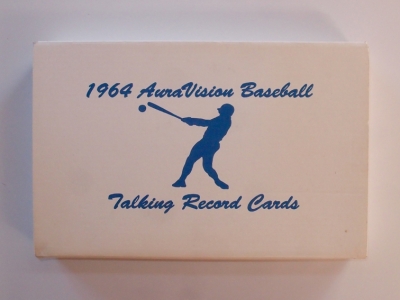 1964 AuraVision Baseball
Talking Record Cards